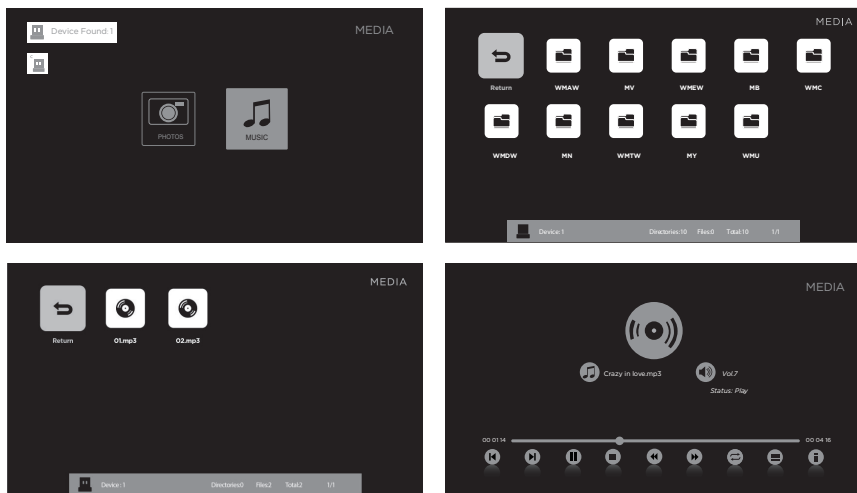 Device Found: 1
MEDIA
PHOTOS
MUSIC
MEDIA
Return
WMAW
MV
WMEW
MB
WMC
WMDW
MN
WMTW
MY
WMU
Device: 1
Directories:10
Files:0
Total:10
1/1
MEDIA
Return
01.mp3
02.mp3
Device : 1
Directories:0
Files:2
Total:2
1/1
MEDIA
Crazy in love.mp3
Vol.7
Status: Play
00 01 14
00 04 16